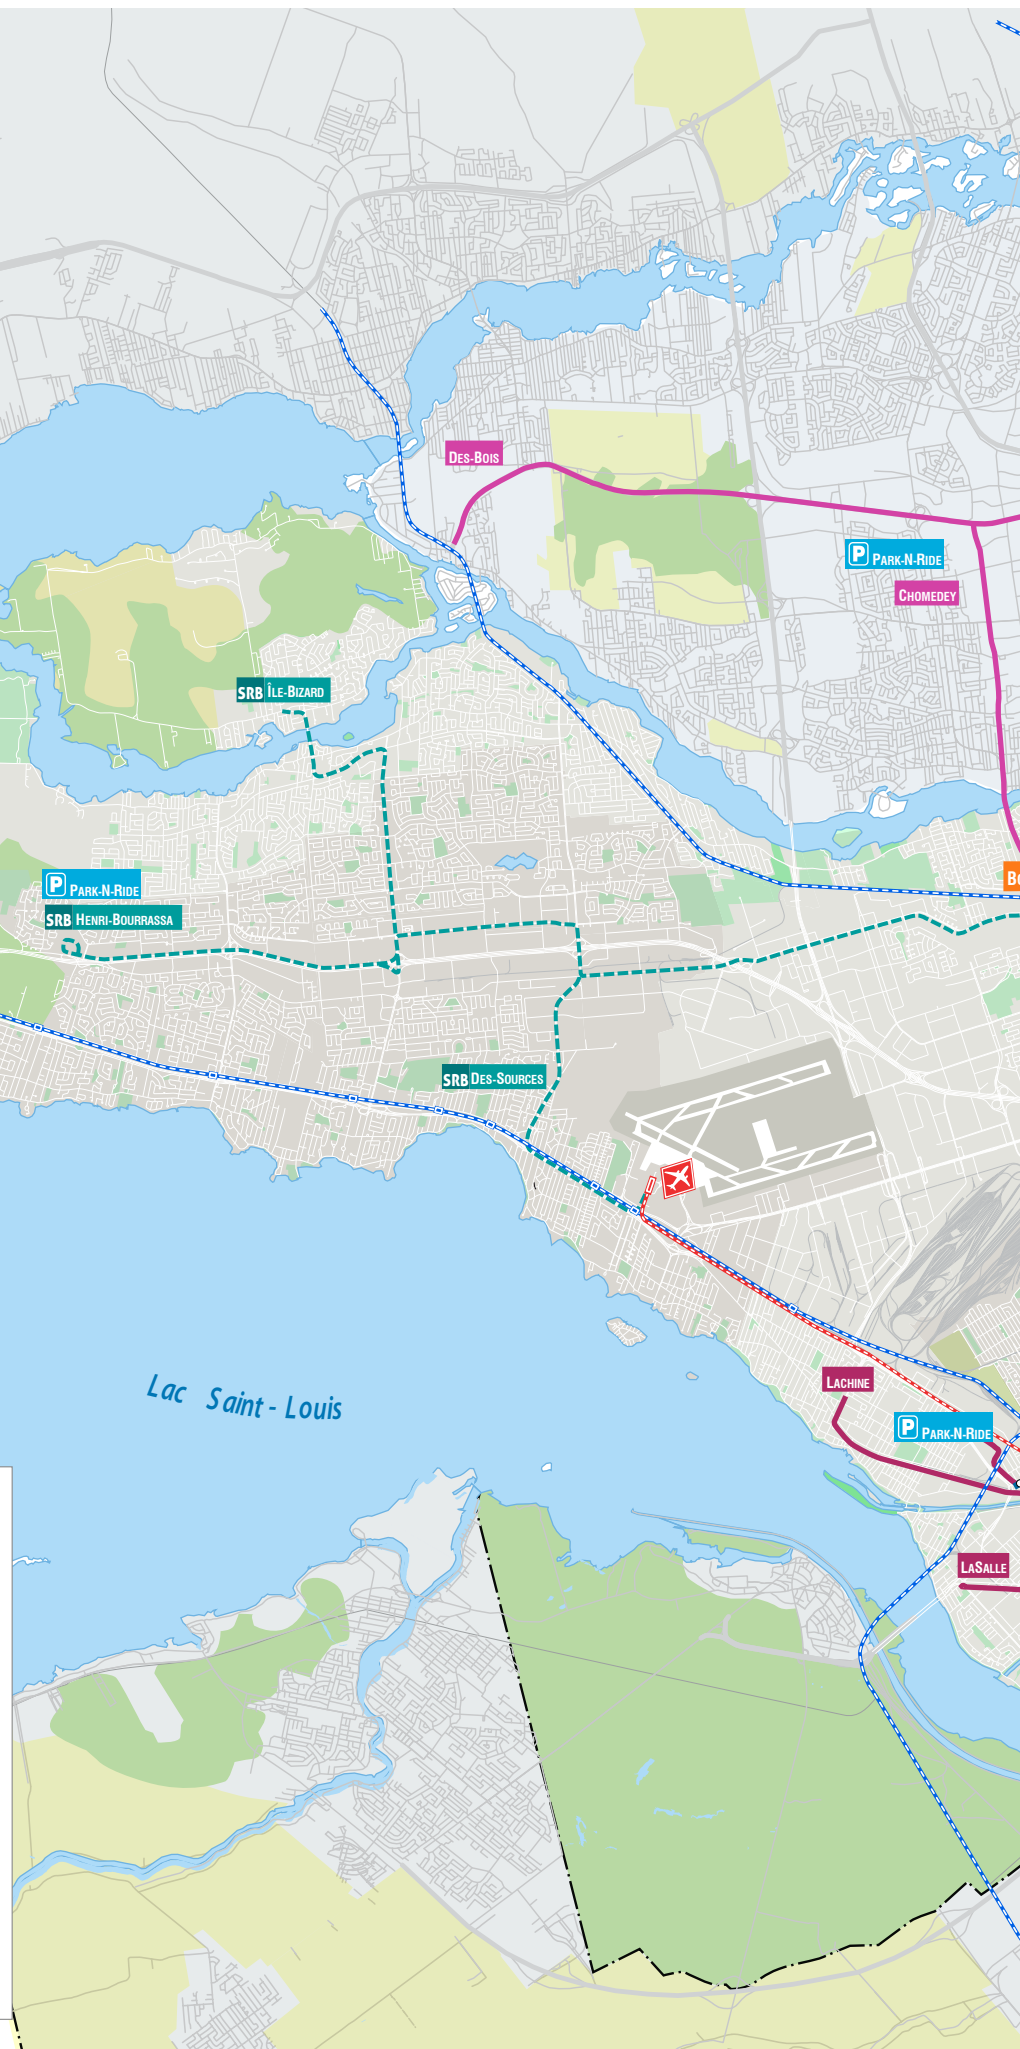 DES-BOIS
P PARK-N-RIDE
CHOMEDEY
SRB ÎLE-BIZARD
P PARK-N-RIDE
SRB HENRI-BOURRASSA
SRB DES-SOURCES
Lac Saint-Louis
LACHINE
P PARK-N-RIDE
LASALLE